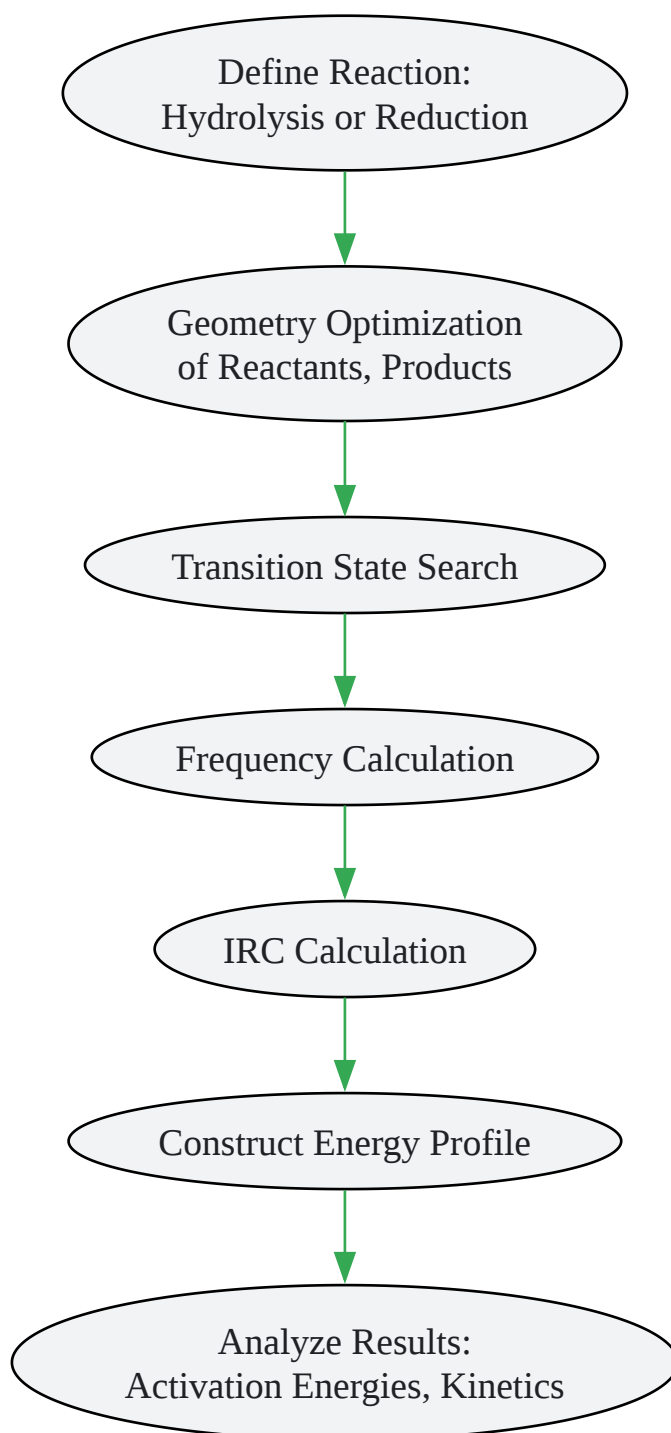 Define Reaction:
Hydrolysis or Reduction
Geometry Optimization
of Reactants, Products
Transition State Search
Frequency Calculation
IRC Calculation
Construct Energy Profile
Analyze Results:
Activation Energies, Kinetics